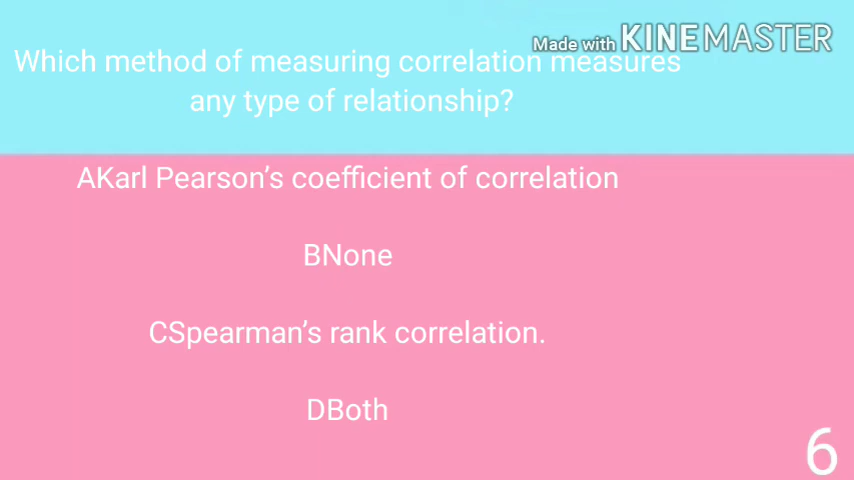 Made with KINEMASTER
Which method of measuring correlation measures
any type of relationship?
AKarl Pearson’s coefficient of correlation
BNone
CSpearman’s rank correlation.
DBoth
6